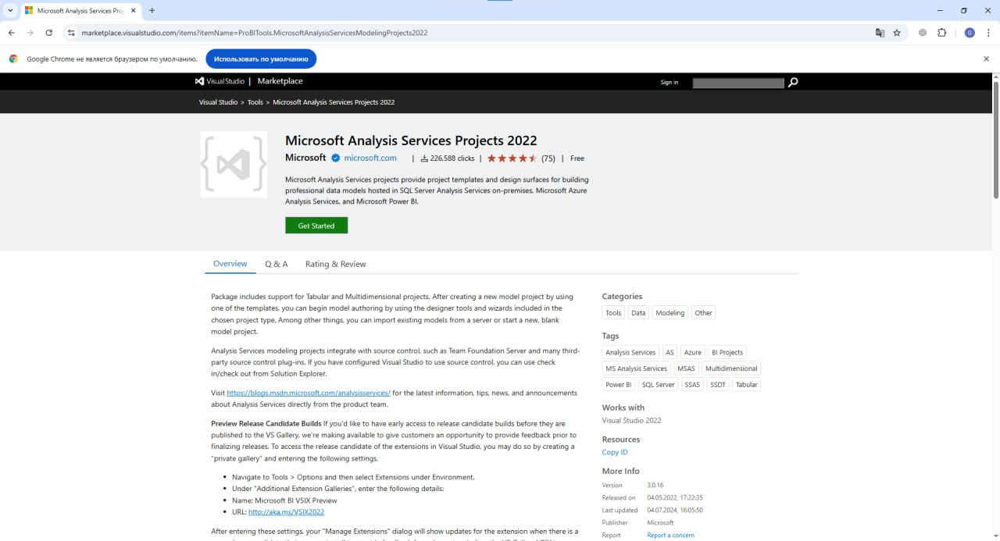 Microsoft Analysis Services Pro
marketplace.visualstudio.com/items?itemName=ProBITools.MicrosoftAnalysisServicesModelingProjects2022
G
Google Chrome не является браузером по умолчанию.
Использовать по умолчанию
Visual Studio | Marketplace
Sign in
Visual Studio > Tools > Microsoft Analysis Services Projects 2022
Microsoft Analysis Services Projects 2022
Microsoft microsoft.com | 226,588 clicks | (75) | Free
Microsoft Analysis Services projects provide project templates and design surfaces for building
professional data models hosted in SQL Server Analysis Services on-premises, Microsoft Azure
Analysis Services, and Microsoft Power BI.
Get Started
Overview Q & A Rating & Review
Package includes support for Tabular and Multidimensional projects. After creating a new model project by using
one of the templates, you can begin model authoring by using the designer tools and wizards included in the
chosen project type. Among other things, you can import existing models from a server or start a new, blank
model project.
Analysis Services modeling projects integrate with source control, such as Team Foundation Server and many third-
party source control plug-ins. If you have configured Visual Studio to use source control, you can use check
in/check out from Solution Explorer.
Visit https://blogs.msdn.microsoft.com/analysisservices/ for the latest information, tips, news, and announcements
about Analysis Services directly from the product team.
Preview Release Candidate Builds If you'd like to have early access to release candidate builds before they are
published to the VS Gallery, we're making available to give customers an opportunity to provide feedback prior to
finalizing releases. To access the release candidate of the extensions in Visual Studio, you may do so by creating a
"private gallery" and entering the following settings.
Navigate to Tools > Options and then select Extensions under Environment.
Under "Additional Extension Galleries", enter the following details:
Name: Microsoft BI VSIX Preview
URL: http://aka.ms/VSIX2022
After entering these settings, your "Manage Extensions" dialog will show updates for the extension when there is a
Categories
Tools Data Modeling Other
Tags
Analysis Services AS Azure BI Projects
MS Analysis Services MSAS Multidimensional
Power BI SQL Server SSAS SSDT Tabular
Works with
Visual Studio 2022
Resources
Copy ID
More Info
Version 3.0.16
Released on 04.05.2022, 17:22:35
Last updated 04.07.2024, 16:05:50
Publisher Microsoft
Report Report a concern